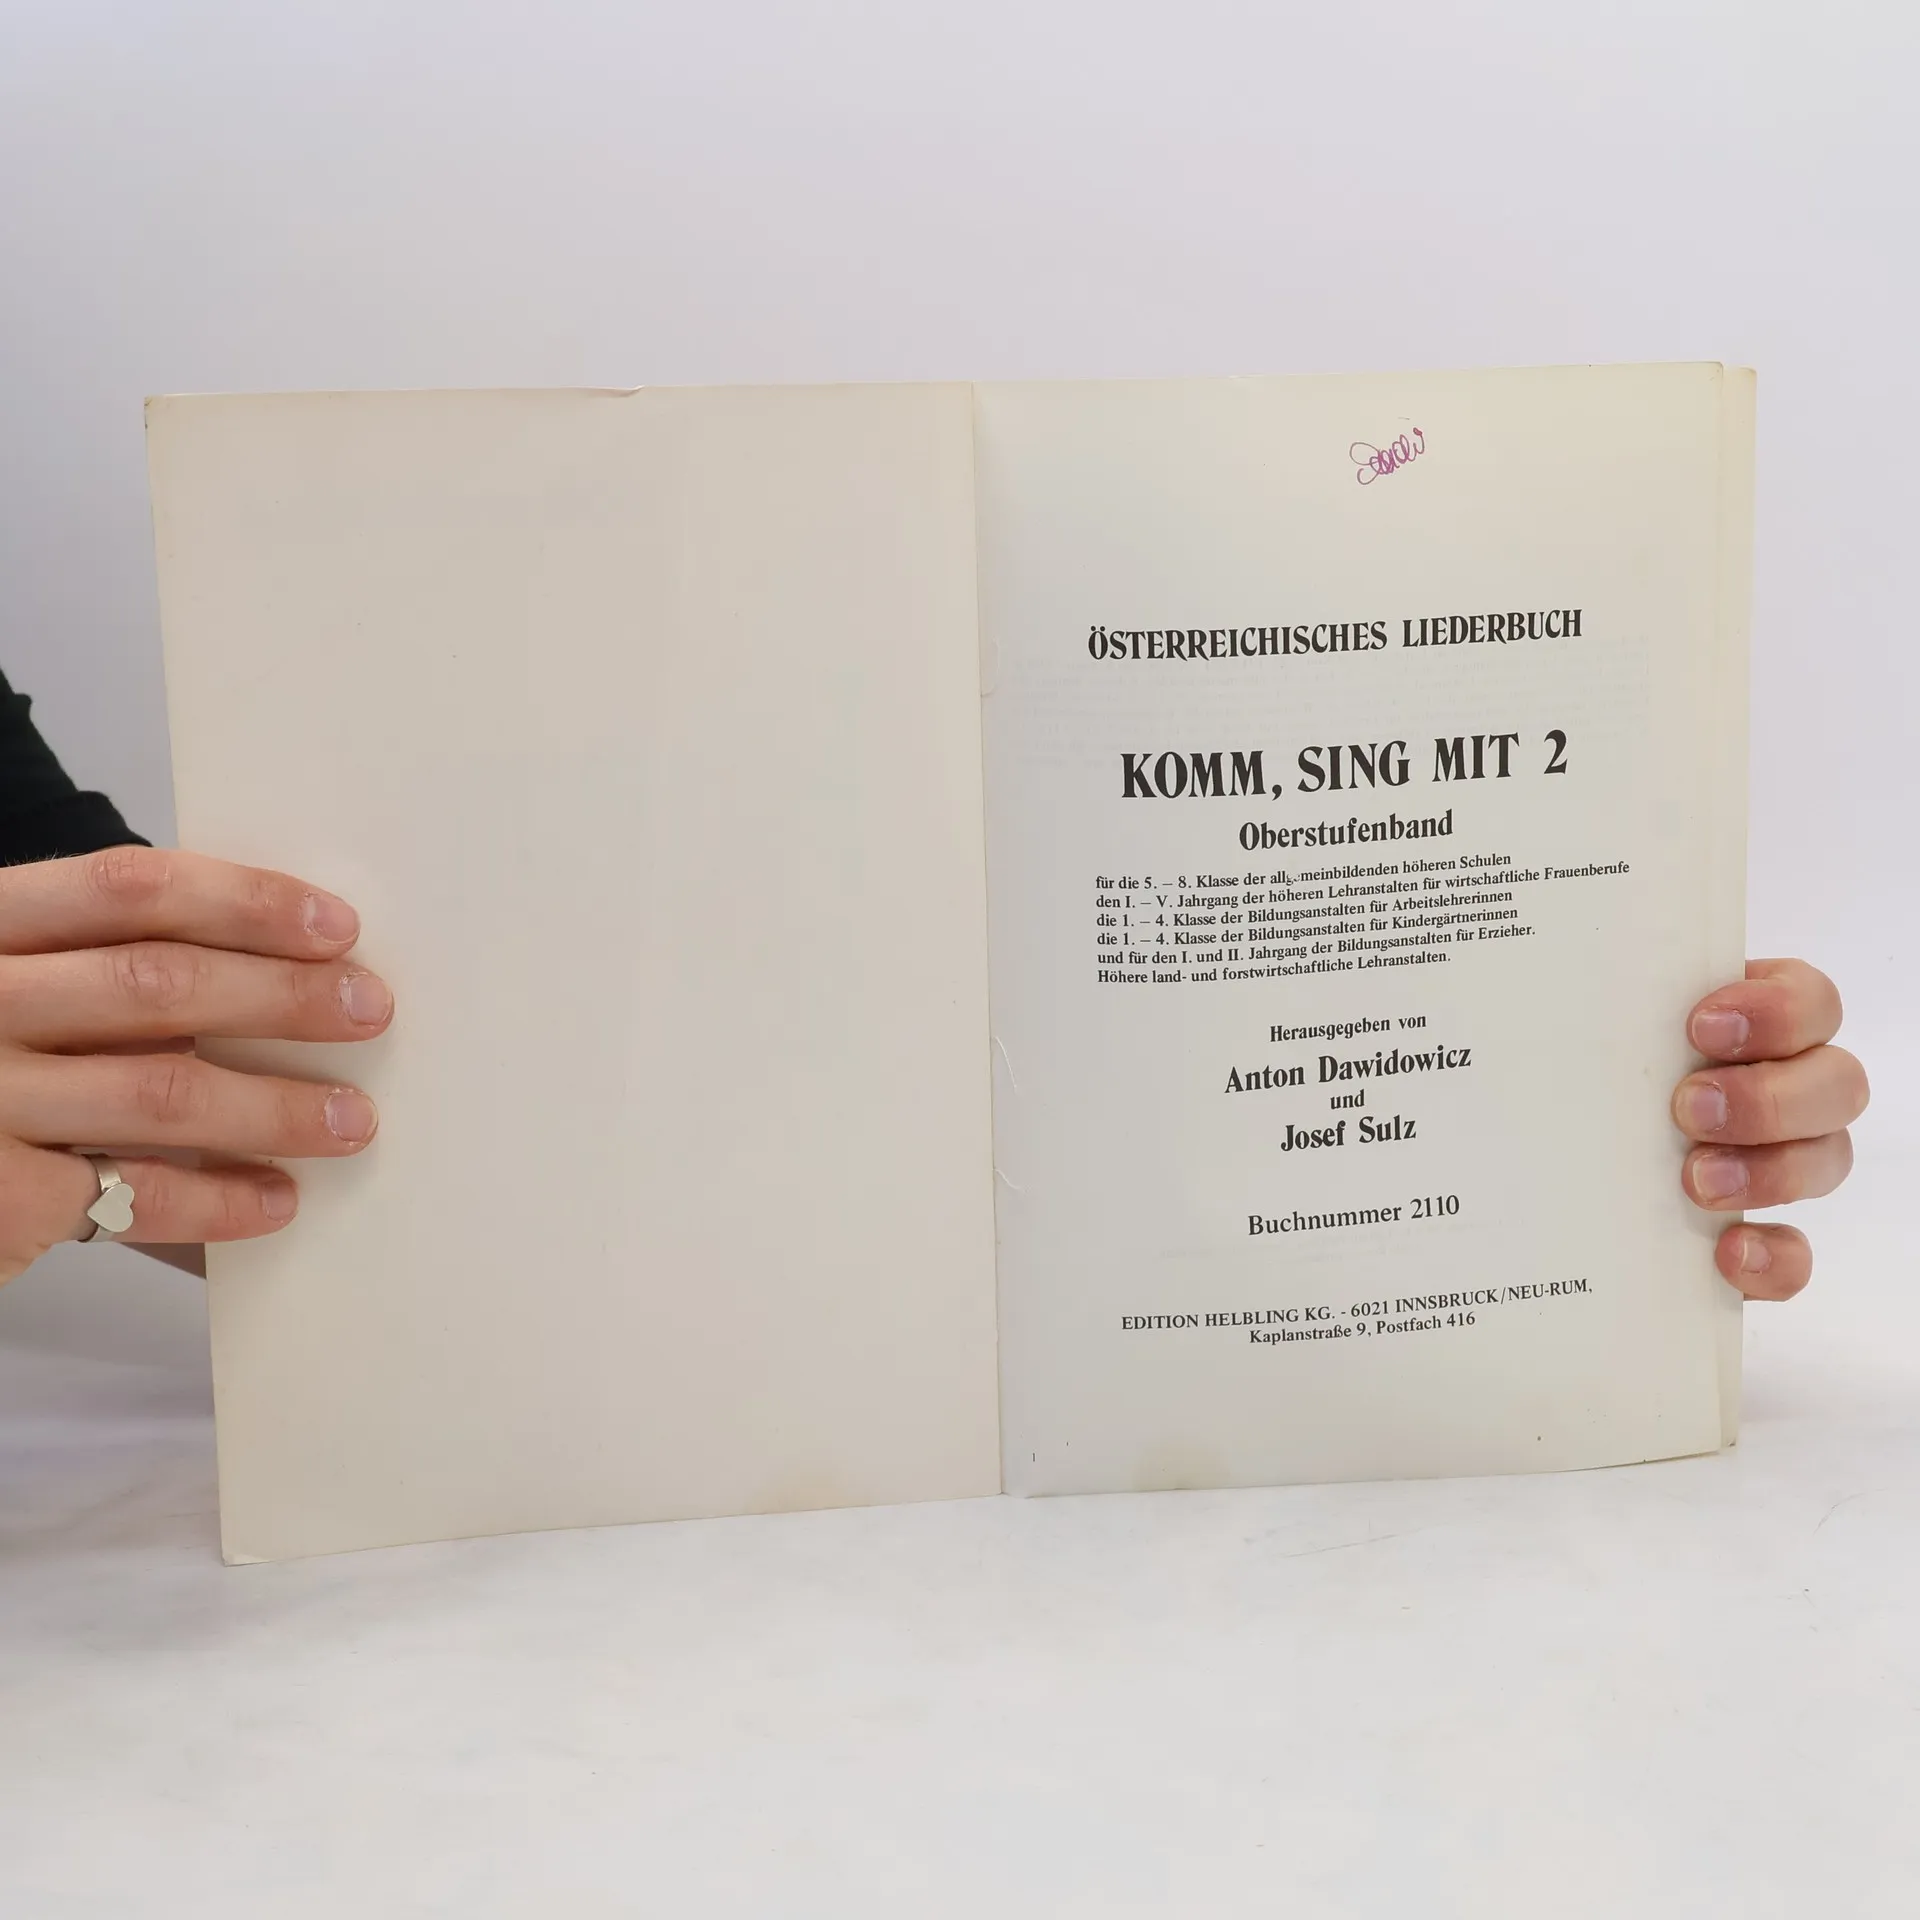 ÖSTERREICHISCHES LIEDERBUCH
KOMM, SING MIT 2
Oberstufenband
für die 5. – 8. Klasse der allgemeinbildenden höheren Schulen
den I. – V. Jahrgang der höheren Lehranstalten für wirtschaftliche Frauenberufe
die 1. – 4. Klasse der Bildungsanstalten für Arbeitslehrerinnen
die 1. – 4. Klasse der Bildungsanstalten für Kindergärtnerinnen
und für den I. und II. Jahrgang der Bildungsanstalten für Erzieher.
Höhere land- und forstwirtschaftliche Lehranstalten.
Herausgegeben von
Anton Dawidowicz
und
Josef Sulz
Buchnummer 2110
EDITION HELBLING KG. - 6021 INNSBRUCK/NEU-RUM,
Kaplanstraße 9, Postfach 416